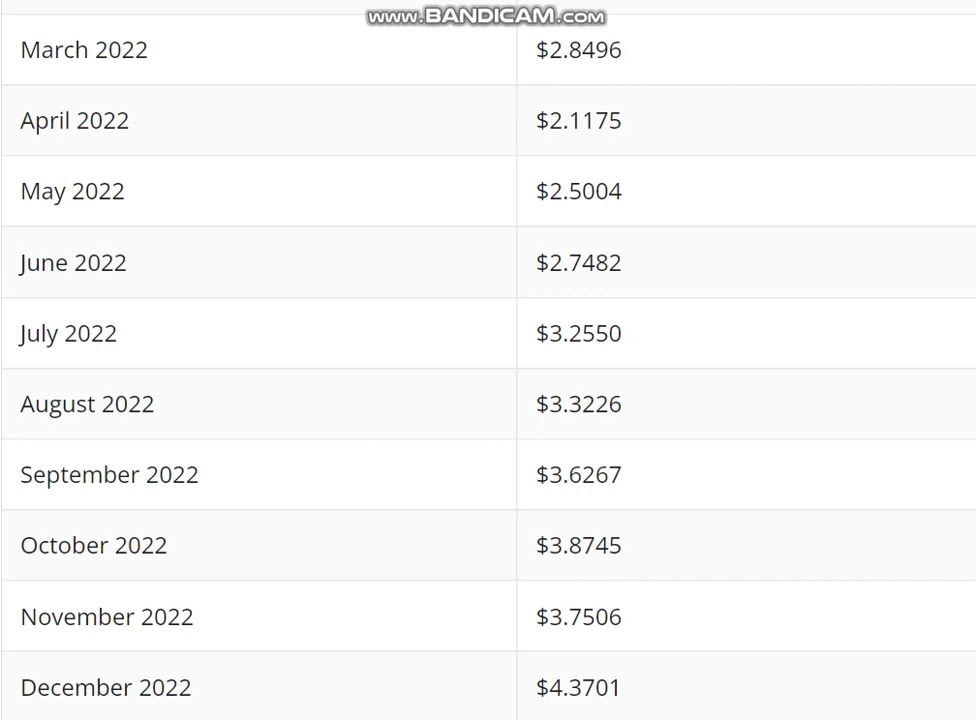 www.BANDICAM.com
March 2022 $2.8496
April 2022 $2.1175
May 2022 $2.5004
June 2022 $2.7482
July 2022 $3.2550
August 2022 $3.3226
September 2022 $3.6267
October 2022 $3.8745
November 2022 $3.7506
December 2022 $4.3701